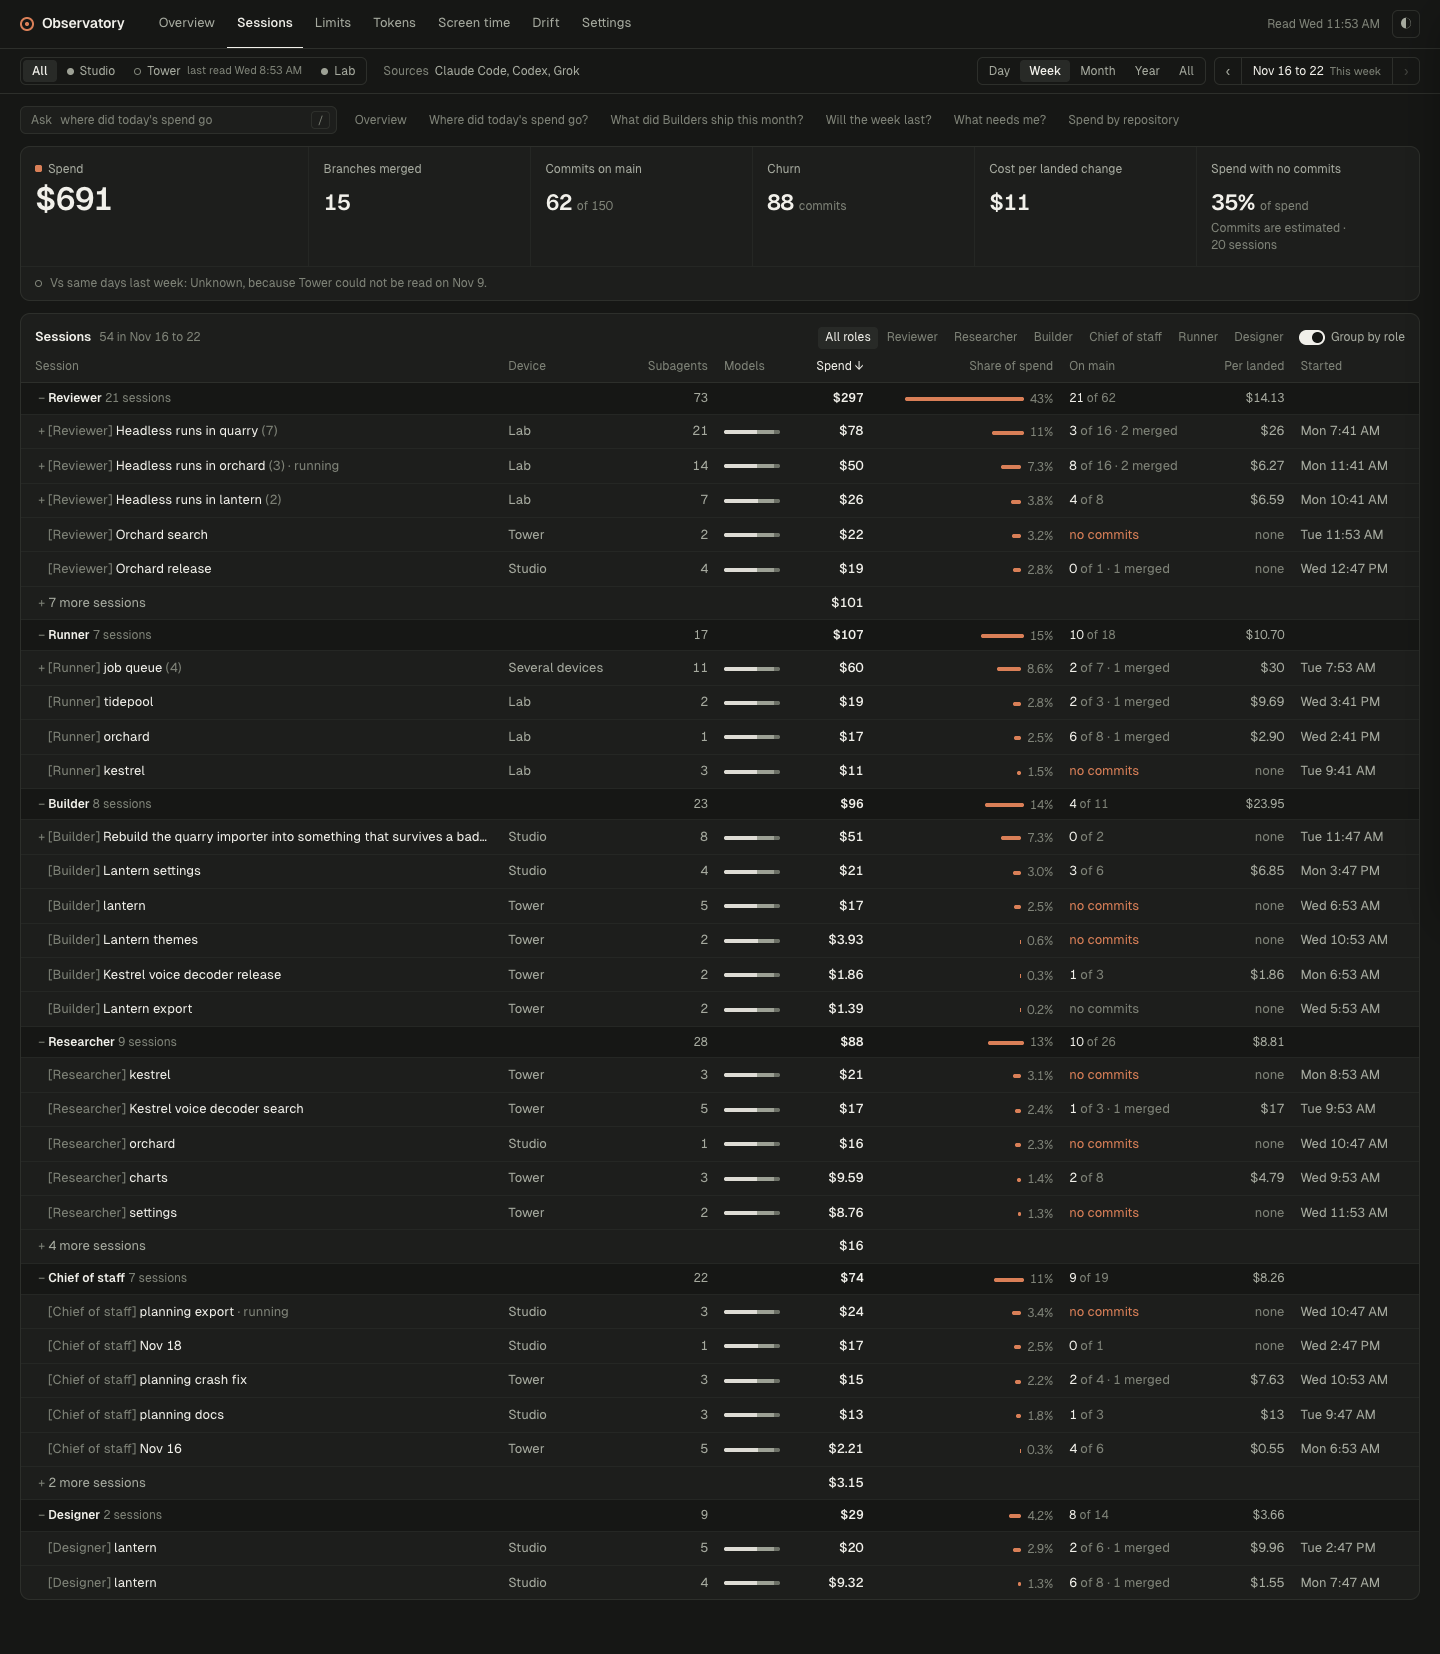 Observatory Overview Sessions Limits Tokens Screen time Drift Settings Read Wed 11:53 AM
All Studio Tower last read Wed 8:53 AM Lab Sources Claude Code, Codex, Grok Day Week Month Year All ‹ Nov 16 to 22 This week ›
Ask where did today's spend go / Overview Where did today's spend go? What did Builders ship this month? Will the week last? What needs me? Spend by repository
Spend Branches merged Commits on main Churn Cost per landed change Spend with no commits
$691 15 62 of 150 88 commits $11 35% of spend
Commits are estimated ·
20 sessions
Vs same days last week: Unknown, because Tower could not be read on Nov 9.
Sessions 54 in Nov 16 to 22 All roles Reviewer Researcher Builder Chief of staff Runner Designer Group by role
Session Device Subagents Models Spend ↓ Share of spend On main Per landed Started
– Reviewer 21 sessions 73 $297 43% 21 of 62 $14.13
+ [Reviewer] Headless runs in quarry (7) Lab 21 $78 11% 3 of 16 · 2 merged $26 Mon 7:41 AM
+ [Reviewer] Headless runs in orchard (3) · running Lab 14 $50 7.3% 8 of 16 · 2 merged $6.27 Mon 11:41 AM
+ [Reviewer] Headless runs in lantern (2) Lab 7 $26 3.8% 4 of 8 $6.59 Mon 10:41 AM
[Reviewer] Orchard search Tower 2 $22 3.2% no commits none Tue 11:53 AM
[Reviewer] Orchard release Studio 4 $19 2.8% 0 of 1 · 1 merged none Wed 12:47 PM
+ 7 more sessions $101
– Runner 7 sessions 17 $107 15% 10 of 18 $10.70
+ [Runner] job queue (4) Several devices 11 $60 8.6% 2 of 7 · 1 merged $30 Tue 7:53 AM
[Runner] tidepool Lab 2 $19 2.8% 2 of 3 · 1 merged $9.69 Wed 3:41 PM
[Runner] orchard Lab 1 $17 2.5% 6 of 8 · 1 merged $2.90 Wed 2:41 PM
[Runner] kestrel Lab 3 $11 1.5% no commits none Tue 9:41 AM
– Builder 8 sessions 23 $96 14% 4 of 11 $23.95
+ [Builder] Rebuild the quarry importer into something that survives a bad… Studio 8 $51 7.3% 0 of 2 none Tue 11:47 AM
[Builder] Lantern settings Studio 4 $21 3.0% 3 of 6 $6.85 Mon 3:47 PM
[Builder] lantern Tower 5 $17 2.5% no commits none Wed 6:53 AM
[Builder] Lantern themes Tower 2 $3.93 0.6% no commits none Wed 10:53 AM
[Builder] Kestrel voice decoder release Tower 2 $1.86 0.3% 1 of 3 $1.86 Mon 6:53 AM
[Builder] Lantern export Tower 2 $1.39 0.2% no commits none Wed 5:53 AM
– Researcher 9 sessions 28 $88 13% 10 of 26 $8.81
[Researcher] kestrel Tower 3 $21 3.1% no commits none Mon 8:53 AM
[Researcher] Kestrel voice decoder search Tower 5 $17 2.4% 1 of 3 · 1 merged $17 Tue 9:53 AM
[Researcher] orchard Studio 1 $16 2.3% no commits none Wed 10:47 AM
[Researcher] charts Tower 3 $9.59 1.4% 2 of 8 $4.79 Wed 9:53 AM
[Researcher] settings Tower 2 $8.76 1.3% no commits none Wed 11:53 AM
+ 4 more sessions $16
– Chief of staff 7 sessions 22 $74 11% 9 of 19 $8.26
[Chief of staff] planning export · running Studio 3 $24 3.4% no commits none Wed 10:47 AM
[Chief of staff] Nov 18 Studio 1 $17 2.5% 0 of 1 none Wed 2:47 PM
[Chief of staff] planning crash fix Tower 3 $15 2.2% 2 of 4 · 1 merged $7.63 Wed 10:53 AM
[Chief of staff] planning docs Studio 3 $13 1.8% 1 of 3 $13 Tue 9:47 AM
[Chief of staff] Nov 16 Tower 5 $2.21 0.3% 4 of 6 $0.55 Mon 6:53 AM
+ 2 more sessions $3.15
– Designer 2 sessions 9 $29 4.2% 8 of 14 $3.66
[Designer] lantern Studio 5 $20 2.9% 2 of 6 · 1 merged $9.96 Tue 2:47 PM
[Designer] lantern Studio 4 $9.32 1.3% 6 of 8 · 1 merged $1.55 Mon 7:47 AM